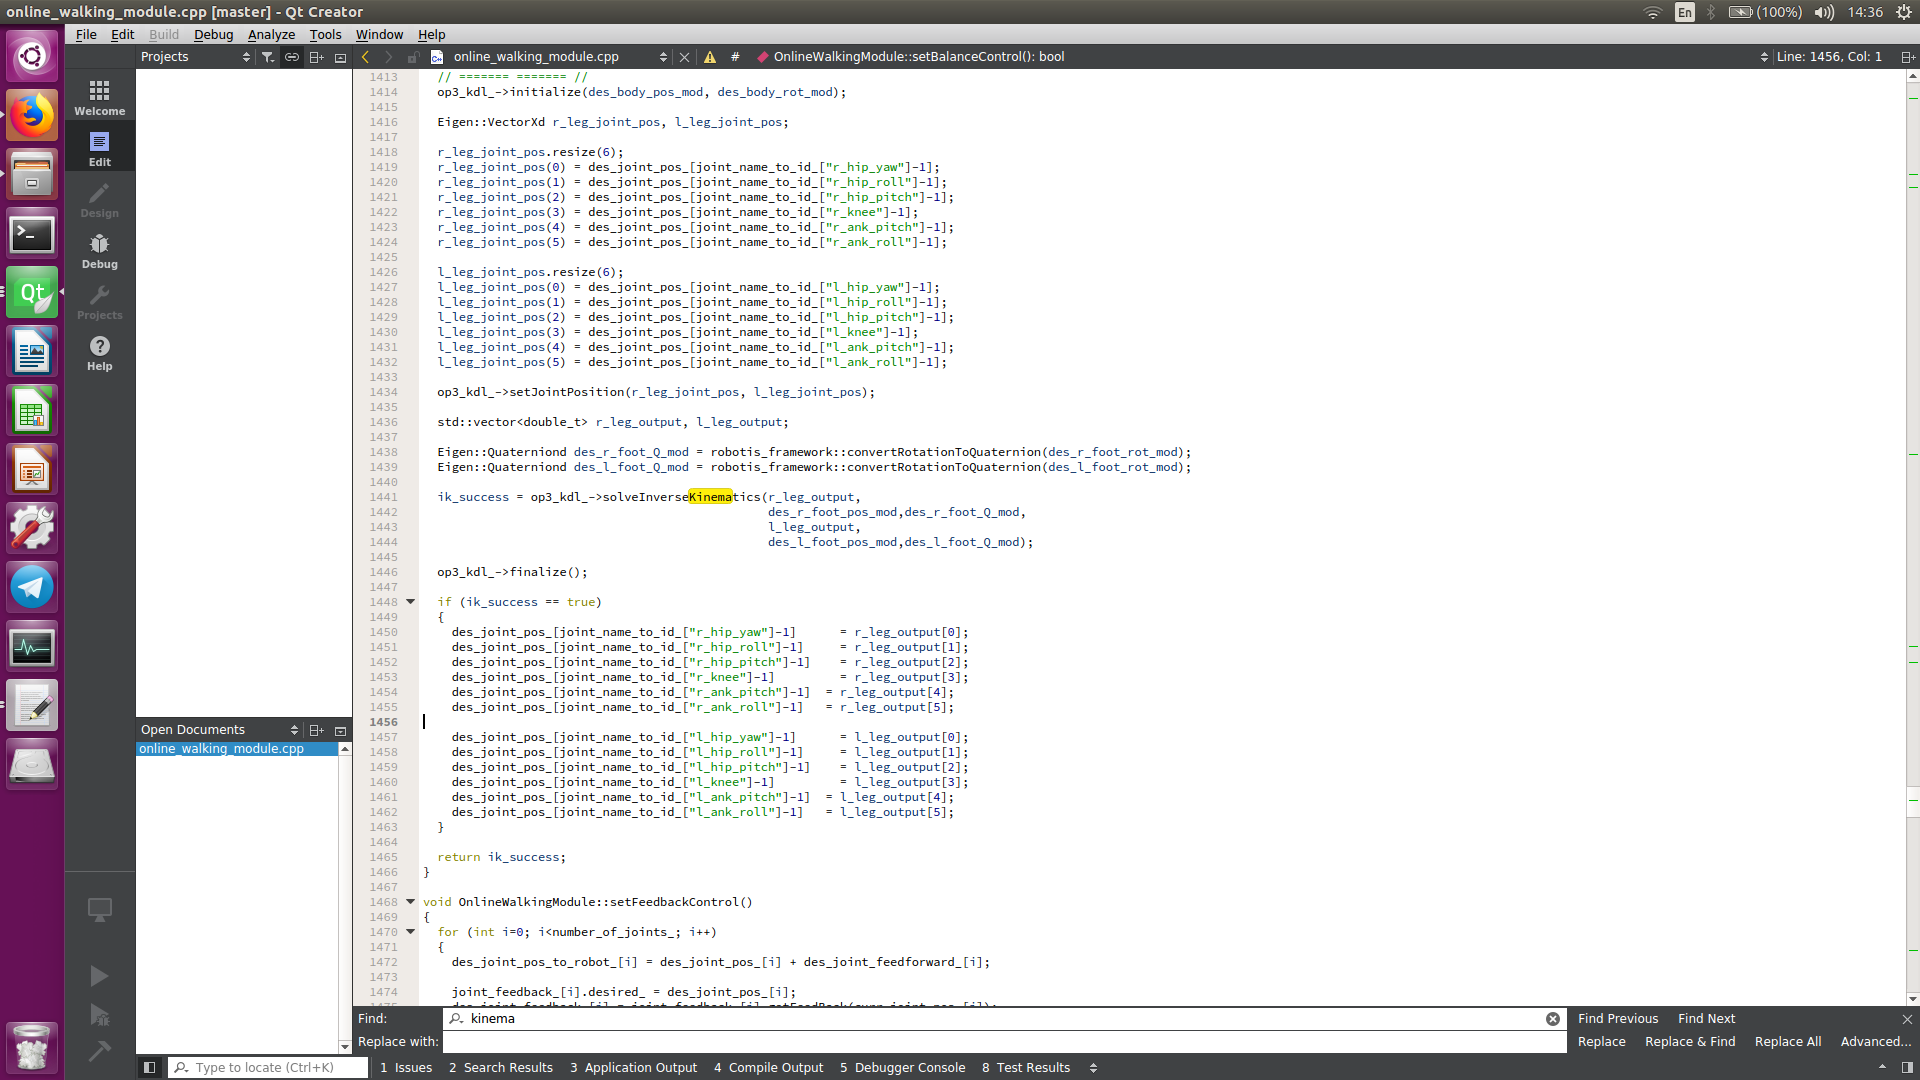 online_walking_module.cpp [master] - Qt Creator
En (100%) 14:36
File Edit Build Debug Analyze Tools Window Help
Projects
online_walking_module.cpp # OnlineWalkingModule::setBalanceControl(): bool Line: 1456, Col: 1
Welcome
Edit
Design
Debug
Projects
Help
Qt
1413 // ======= ======= //
1414 op3_kdl_->initialize(des_body_pos_mod, des_body_rot_mod);
1415
1416 Eigen::VectorXd r_leg_joint_pos, l_leg_joint_pos;
1417
1418 r_leg_joint_pos.resize(6);
1419 r_leg_joint_pos(0) = des_joint_pos_[joint_name_to_id_["r_hip_yaw"]-1];
1420 r_leg_joint_pos(1) = des_joint_pos_[joint_name_to_id_["r_hip_roll"]-1];
1421 r_leg_joint_pos(2) = des_joint_pos_[joint_name_to_id_["r_hip_pitch"]-1];
1422 r_leg_joint_pos(3) = des_joint_pos_[joint_name_to_id_["r_knee"]-1];
1423 r_leg_joint_pos(4) = des_joint_pos_[joint_name_to_id_["r_ank_pitch"]-1];
1424 r_leg_joint_pos(5) = des_joint_pos_[joint_name_to_id_["r_ank_roll"]-1];
1425
1426 l_leg_joint_pos.resize(6);
1427 l_leg_joint_pos(0) = des_joint_pos_[joint_name_to_id_["l_hip_yaw"]-1];
1428 l_leg_joint_pos(1) = des_joint_pos_[joint_name_to_id_["l_hip_roll"]-1];
1429 l_leg_joint_pos(2) = des_joint_pos_[joint_name_to_id_["l_hip_pitch"]-1];
1430 l_leg_joint_pos(3) = des_joint_pos_[joint_name_to_id_["l_knee"]-1];
1431 l_leg_joint_pos(4) = des_joint_pos_[joint_name_to_id_["l_ank_pitch"]-1];
1432 l_leg_joint_pos(5) = des_joint_pos_[joint_name_to_id_["l_ank_roll"]-1];
1433
1434 op3_kdl_->setJointPosition(r_leg_joint_pos, l_leg_joint_pos);
1435
1436 std::vector<double_t> r_leg_output, l_leg_output;
1437
1438 Eigen::Quaterniond des_r_foot_Q_mod = robotis_framework::convertRotationToQuaternion(des_r_foot_rot_mod);
1439 Eigen::Quaterniond des_l_foot_Q_mod = robotis_framework::convertRotationToQuaternion(des_l_foot_rot_mod);
1440
1441 ik_success = op3_kdl_->solveInverseKinematics(r_leg_output,
1442 des_r_foot_pos_mod,des_r_foot_Q_mod,
1443 l_leg_output,
1444 des_l_foot_pos_mod,des_l_foot_Q_mod);
1445
1446 op3_kdl_->finalize();
1447
1448 if (ik_success == true)
1449 {
1450 des_joint_pos_[joint_name_to_id_["r_hip_yaw"]-1] = r_leg_output[0];
1451 des_joint_pos_[joint_name_to_id_["r_hip_roll"]-1] = r_leg_output[1];
1452 des_joint_pos_[joint_name_to_id_["r_hip_pitch"]-1] = r_leg_output[2];
1453 des_joint_pos_[joint_name_to_id_["r_knee"]-1] = r_leg_output[3];
1454 des_joint_pos_[joint_name_to_id_["r_ank_pitch"]-1] = r_leg_output[4];
1455 des_joint_pos_[joint_name_to_id_["r_ank_roll"]-1] = r_leg_output[5];
1456
1457 des_joint_pos_[joint_name_to_id_["l_hip_yaw"]-1] = l_leg_output[0];
1458 des_joint_pos_[joint_name_to_id_["l_hip_roll"]-1] = l_leg_output[1];
1459 des_joint_pos_[joint_name_to_id_["l_hip_pitch"]-1] = l_leg_output[2];
1460 des_joint_pos_[joint_name_to_id_["l_knee"]-1] = l_leg_output[3];
1461 des_joint_pos_[joint_name_to_id_["l_ank_pitch"]-1] = l_leg_output[4];
1462 des_joint_pos_[joint_name_to_id_["l_ank_roll"]-1] = l_leg_output[5];
1463 }
1464
1465 return ik_success;
1466 }
1467
1468 void OnlineWalkingModule::setFeedbackControl()
1469 {
1470 for (int i=0; i<number_of_joints_; i++)
1471 {
1472 des_joint_pos_to_robot_[i] = des_joint_pos_[i] + des_joint_feedforward_[i];
1473
1474 joint_feedback_[i].desired_ = des_joint_pos_[i];
Open Documents
online_walking_module.cpp
Find: kinema Find Previous Find Next
Replace with: Replace Replace & Find Replace All Advanced...
Type to locate (Ctrl+K) 1 Issues 2 Search Results 3 Application Output 4 Compile Output 5 Debugger Console 8 Test Results